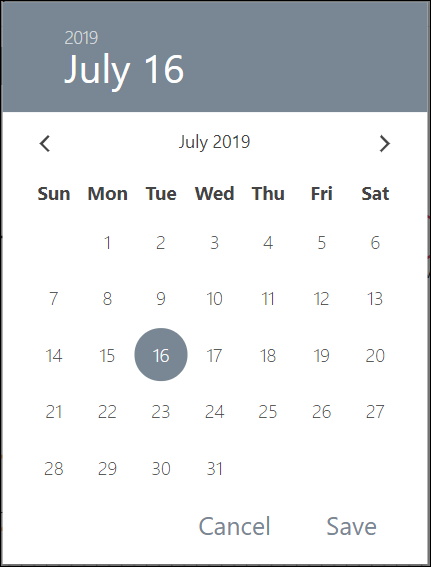 2019
July 16
July 2019
Sun Mon Tue Wed Thu Fri Sat
1 2 3 4 5 6
7 8 9 10 11 12 13
14 15 16 17 18 19 20
21 22 23 24 25 26 27
28 29 30 31
Cancel Save